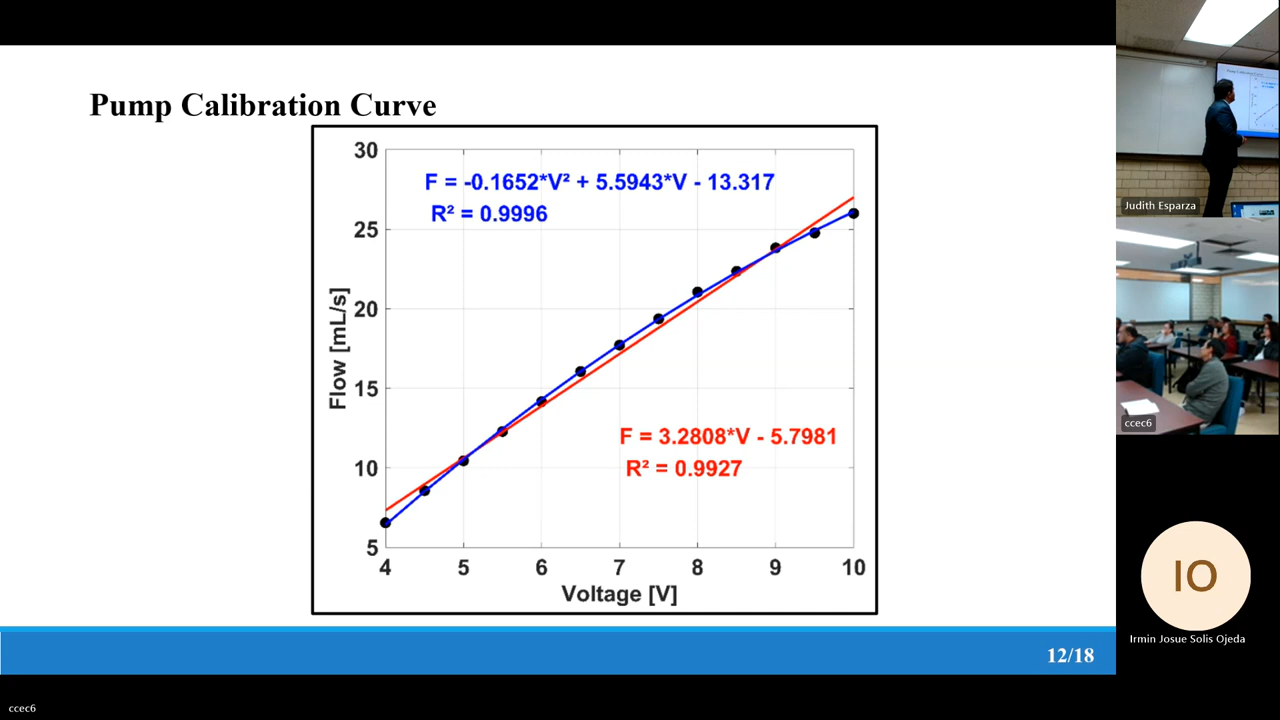 Pump Calibration Curve
F = -0.1652*V² + 5.5943*V - 13.317
R² = 0.9996
F = 3.2808*V - 5.7981
R² = 0.9927
30
25
20
15
10
5
Flow [mL/s]
4 5 6 7 8 9 10
Voltage [V]
12/18
ccec6
Judith Esparza
ccec6
IO
Irmin Josue Solis Ojeda